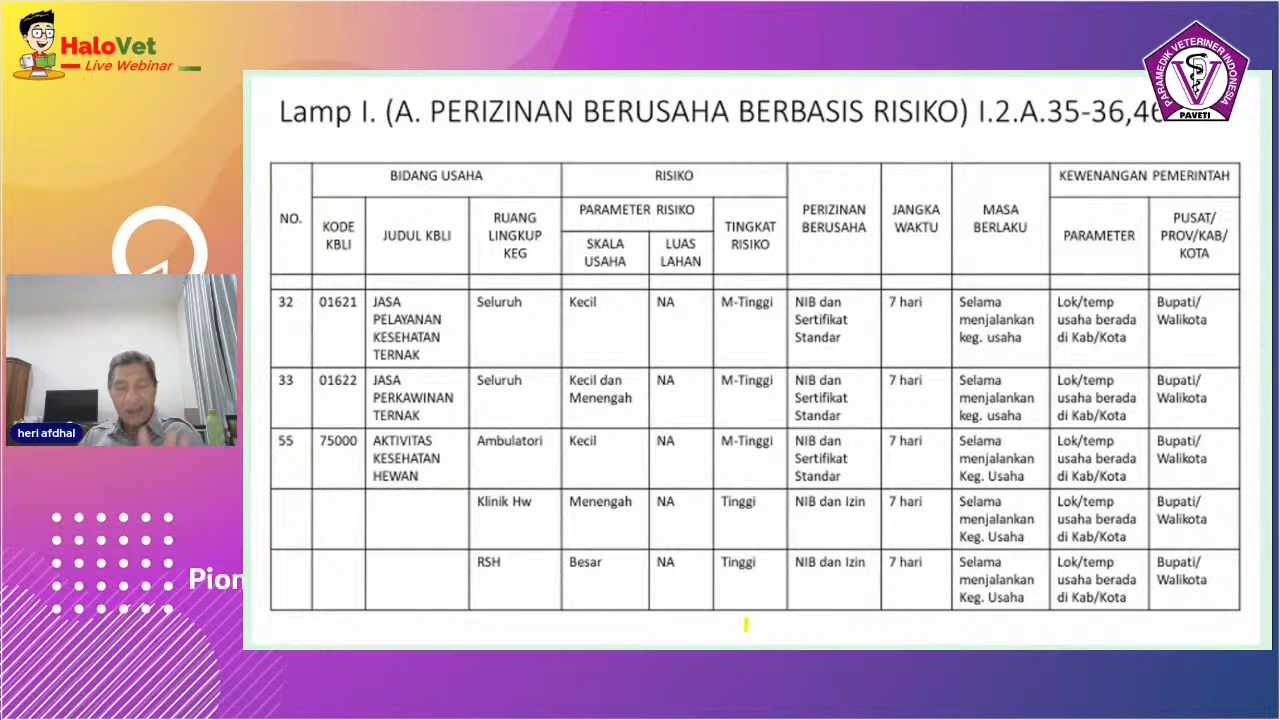 HaloVet
Live Webinar
PARAMEDIK VETERINER INDONESIA
PAVETI
Lamp I. (A. PERIZINAN BERUSAHA BERBASIS RISIKO) I.2.A.35-36,46
NO.
BIDANG USAHA
RISIKO
PERIZINAN
BERUSAHA
JANGKA
WAKTU
MASA
BERLAKU
KEWENANGAN PEMERINTAH
KODE
KBLI
JUDUL KBLI
RUANG
LINGKUP
KEG
PARAMETER RISIKO
SKALA
USAHA
LUAS
LAHAN
TINGKAT
RISIKO
PARAMETER
PUSAT/
PROV/KAB/
KOTA
32
01621
JASA
PELAYANAN
KESEHATAN
TERNAK
Seluruh
Kecil
NA
M-Tinggi
NIB dan
Sertifikat
Standar
7 hari
Selama
menjalankan
keg. usaha
Lok/temp
usaha berada
di Kab/Kota
Bupati/
Walikota
33
01622
JASA
PERKAWINAN
TERNAK
Seluruh
Kecil dan
Menengah
NA
M-Tinggi
NIB dan
Sertifikat
Standar
7 hari
Selama
menjalankan
keg. usaha
Lok/temp
usaha berada
di Kab/Kota
Bupati/
Walikota
55
75000
AKTIVITAS
KESEHATAN
HEWAN
Ambulatori
Kecil
NA
M-Tinggi
NIB dan
Sertifikat
Standar
7 hari
Selama
menjalankan
Keg. Usaha
Lok/temp
usaha berada
di Kab/Kota
Bupati/
Walikota
Klinik Hw
Menengah
NA
Tinggi
NIB dan Izin
7 hari
Selama
menjalankan
Keg. Usaha
Lok/temp
usaha berada
di Kab/Kota
Bupati/
Walikota
RSH
Besar
NA
Tinggi
NIB dan Izin
7 hari
Selama
menjalankan
Keg. Usaha
Lok/temp
usaha berada
di Kab/Kota
Bupati/
Walikota
heri afdhal
Pion